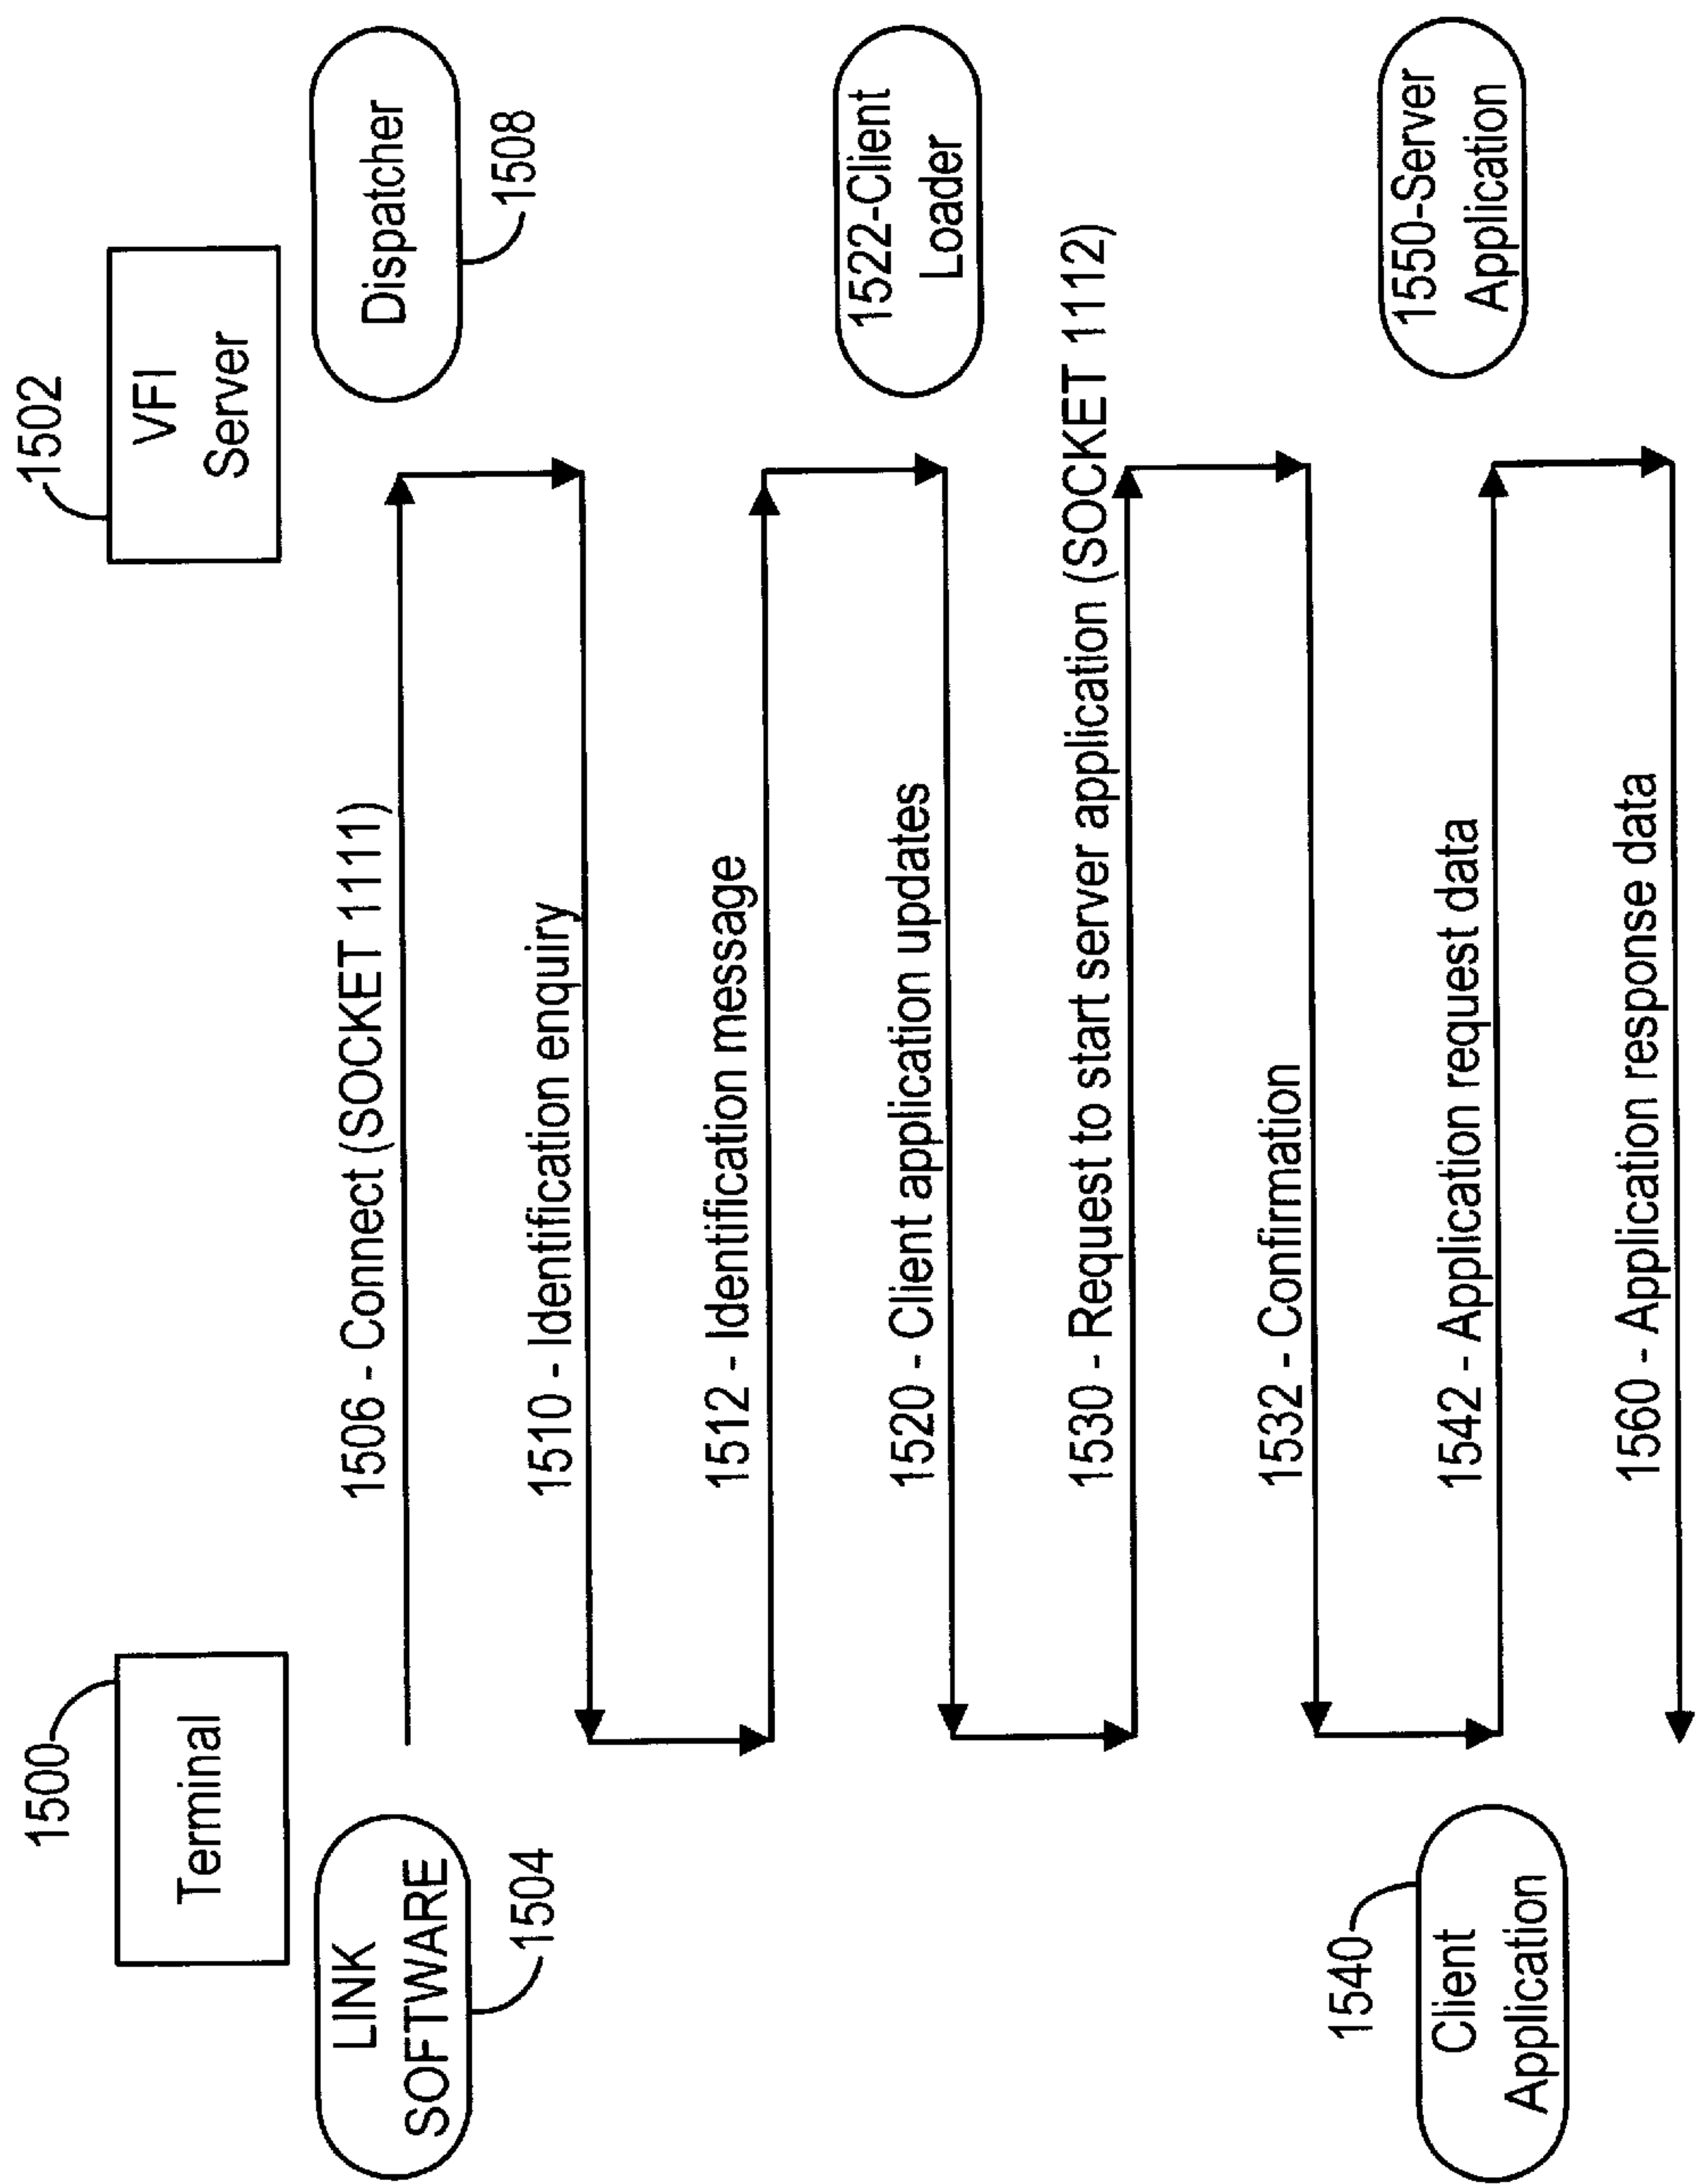 1500
1502
Terminal
VFI
Server
LINK
SOFTWARE
1504
1506 - Connect (SOCKET 1111)
Dispatcher
1508
1510 - Identification enquiry
1512 - Identification message
1520 - Client application updates
1522-Client
Loader
1530 - Request to start server application (SOCKET 1112)
1532 - Confirmation
1540
Client
Application
1542 - Application request data
1550-Server
Application
1560 - Application response data